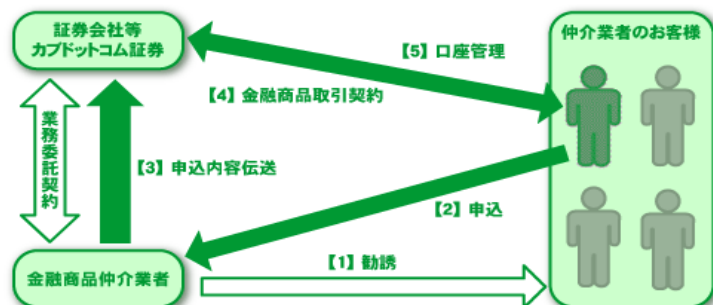 証券会社等
カブドットコム証券
仲介業者のお客様
【5】口座管理
【4】金融商品取引契約
業務委託契約
【3】申込内容伝送
【2】申込
【1】勧誘
金融商品仲介業者